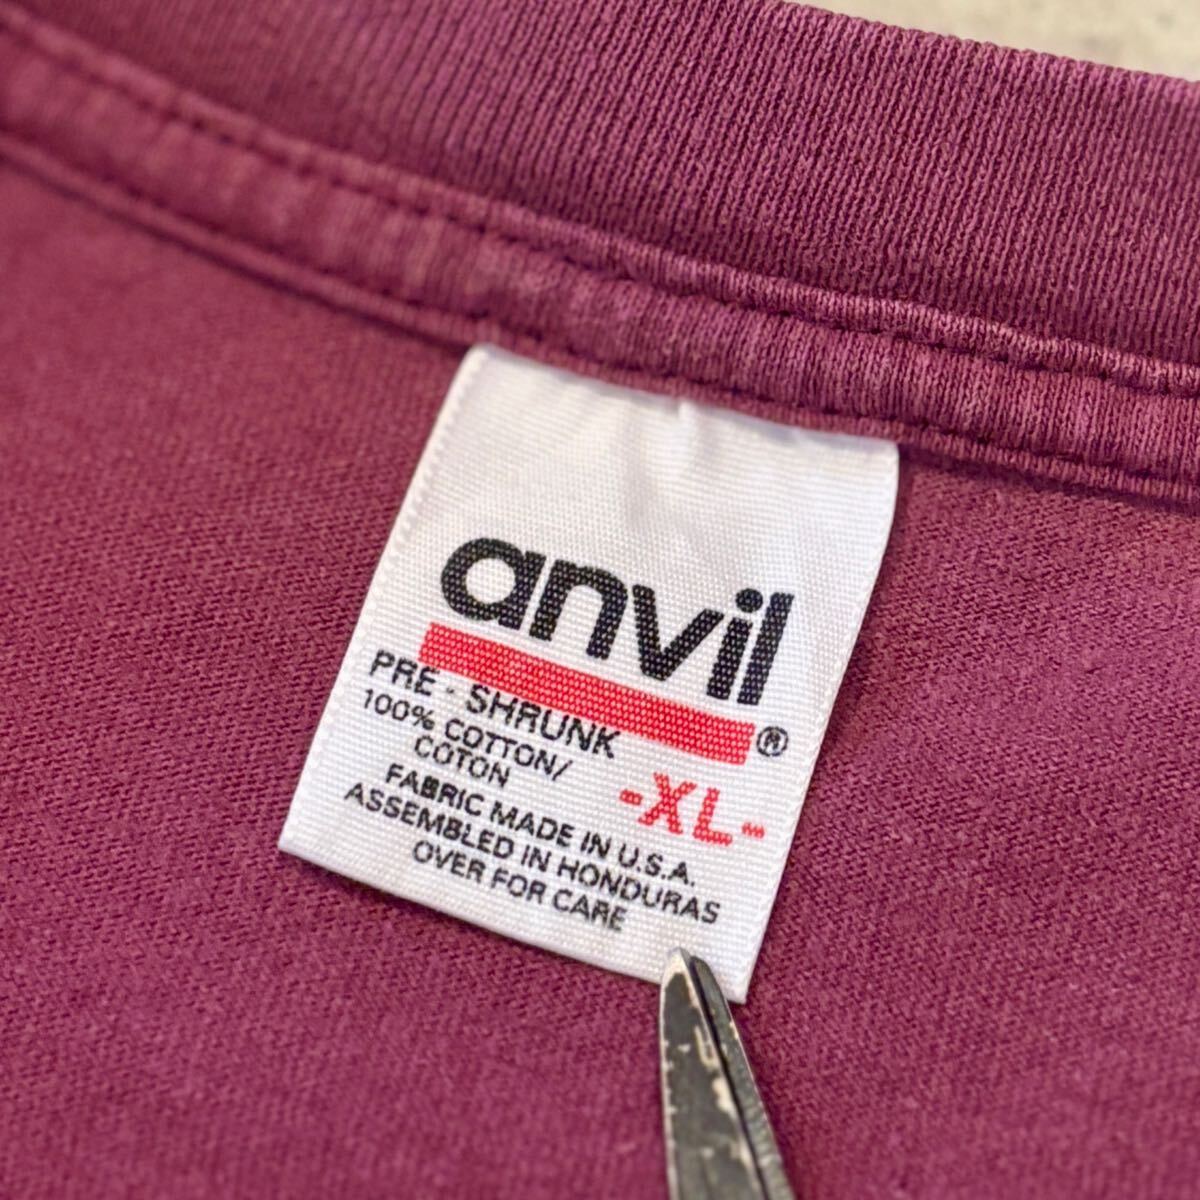 anvil ®
PRE - SHRUNK
100% COTTON/
COTON
-XL-
FABRIC MADE IN U.S.A.
ASSEMBLED IN HONDURAS
OVER FOR CARE